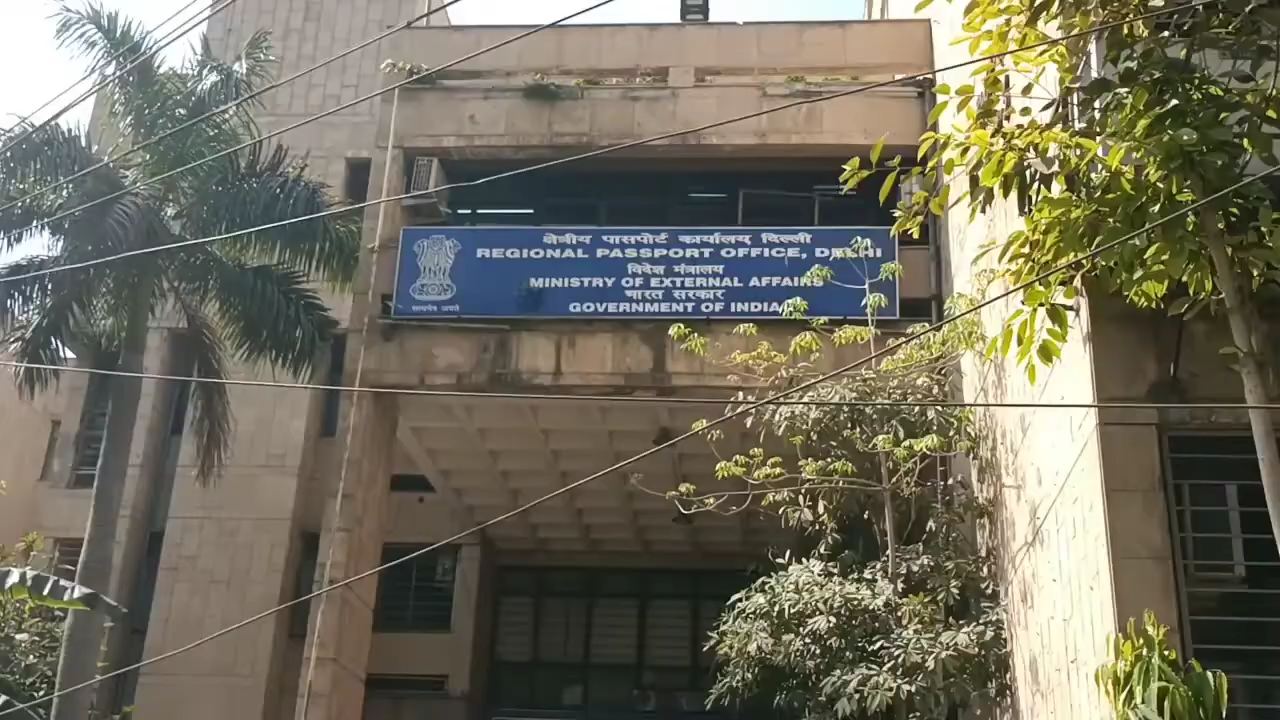 क्षेत्रीय पासपोर्ट कार्यालय दिल्ली
REGIONAL PASSPORT OFFICE, DELHI
विदेश मंत्रालय
MINISTRY OF EXTERNAL AFFAIRS
भारत सरकार
GOVERNMENT OF INDIA
सत्यमेव जयते